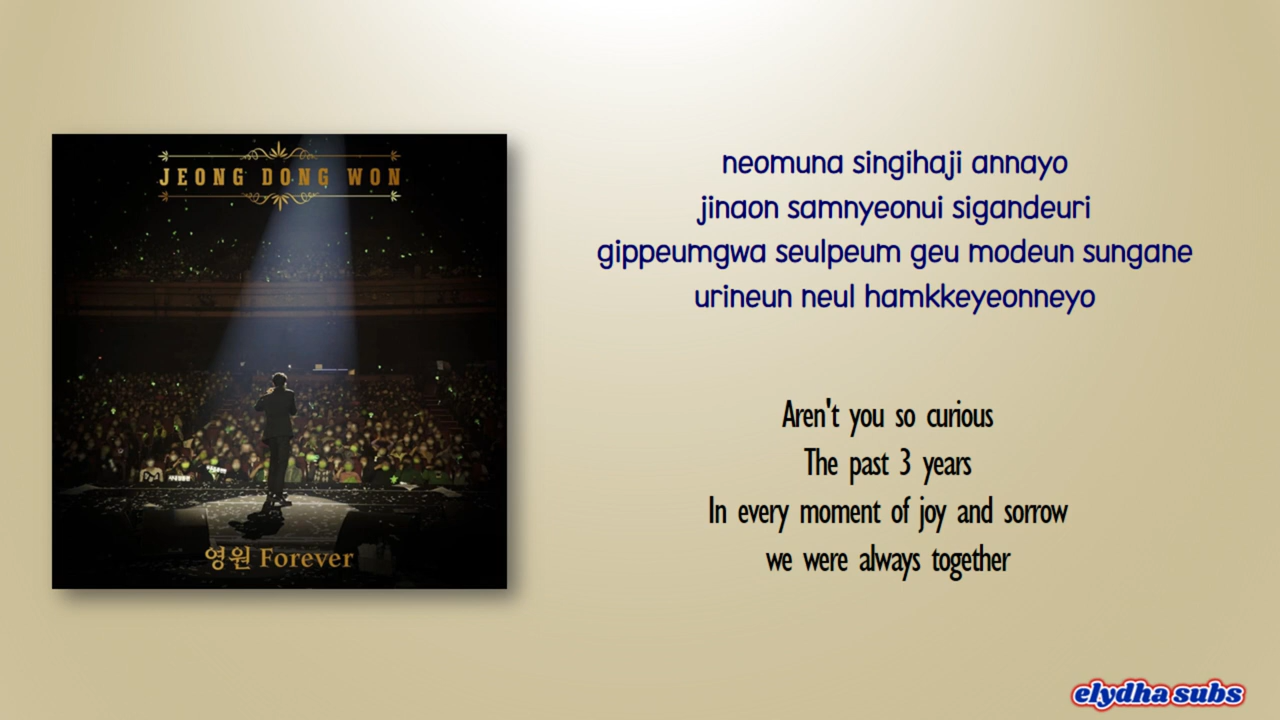 JEONG DONG WON
영원 Forever
neomuna singihaji annayo
jinaon samnyeonui sigandeuri
gippeumgwa seulpeum geu modeun sungane
urineun neul hamkkeyeonneyo
Aren't you so curious
The past 3 years
In every moment of joy and sorrow
we were always together
elydha subs